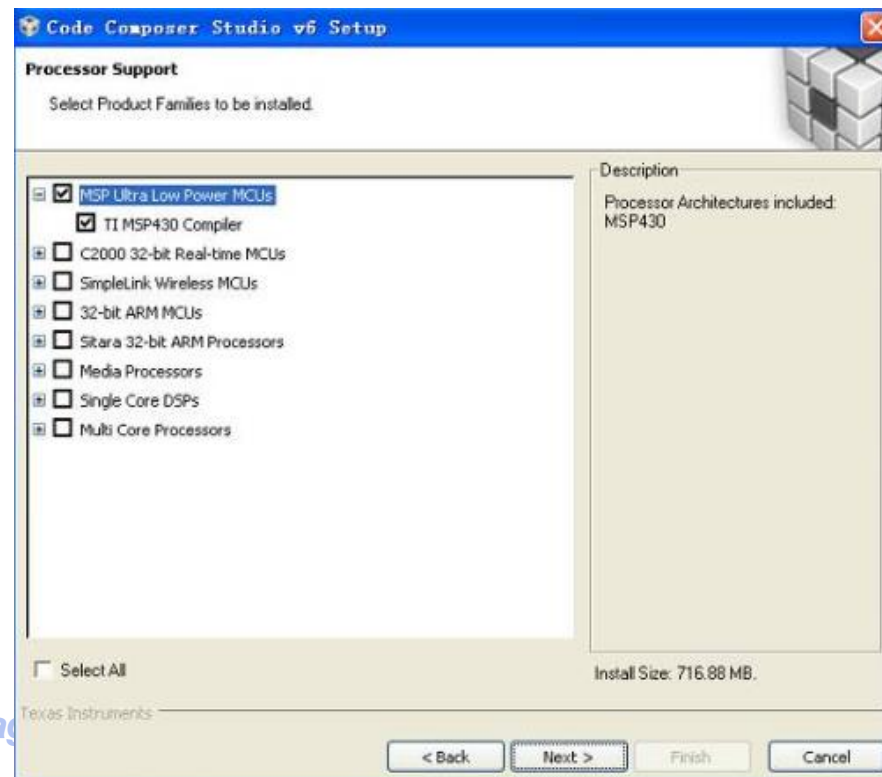 Code Composer Studio v6 Setup
Processor Support
Select Product Families to be installed.
MSP Ultra Low Power MCUs
TI MSP430 Compiler
C2000 32-bit Real-time MCUs
SimpleLink Wireless MCUs
32-bit ARM MCUs
Sitara 32-bit ARM Processors
Media Processors
Single Core DSPs
Multi Core Processors
Description
Processor Architectures included:
MSP430
Select All
Install Size: 716.88 MB.
Texas Instruments
< Back
Next >
Finish
Cancel